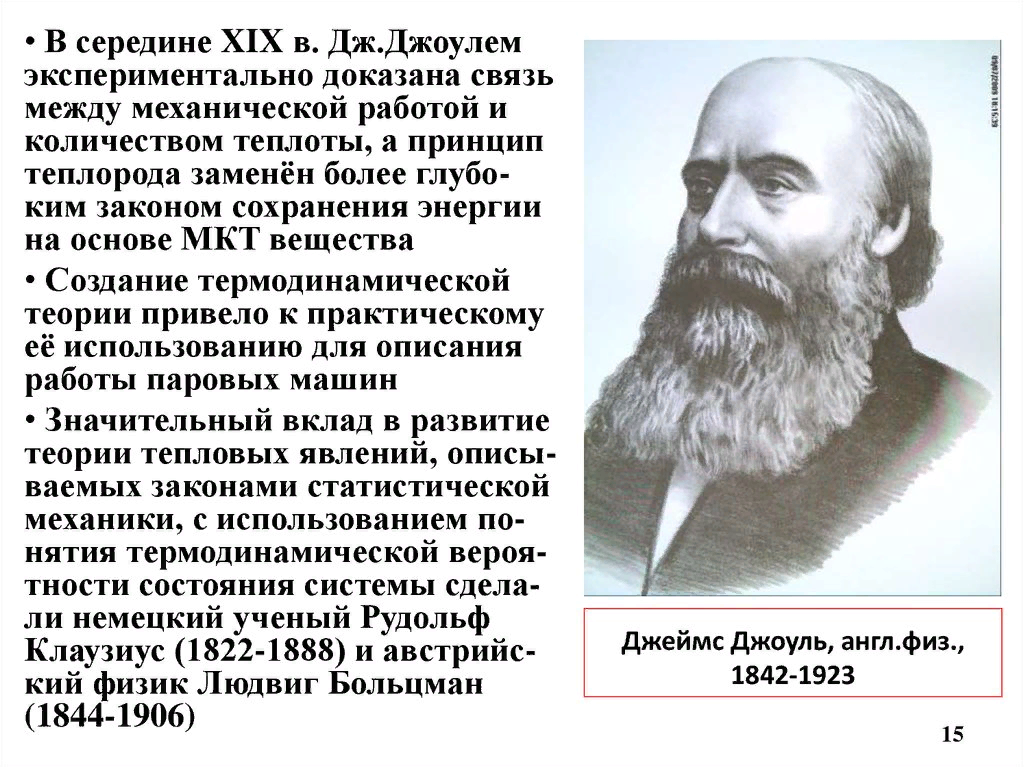 • В середине XIX в. Дж.Джоулем
экспериментально доказана связь
между механической работой и
количеством теплоты, а принцип
теплорода заменён более глубо-
ким законом сохранения энергии
на основе МКТ вещества
• Создание термодинамической
теории привело к практическому
её использованию для описания
работы паровых машин
• Значительный вклад в развитие
теории тепловых явлений, описы-
ваемых законами статистической
механики, с использованием по-
нятия термодинамической вероя-
тности состояния системы сдела-
ли немецкий ученый Рудольф
Клаузиус (1822-1888) и австрийс-
кий физик Людвиг Больцман
(1844-1906)
Джеймс Джоуль, англ.физ.,
1842-1923
15